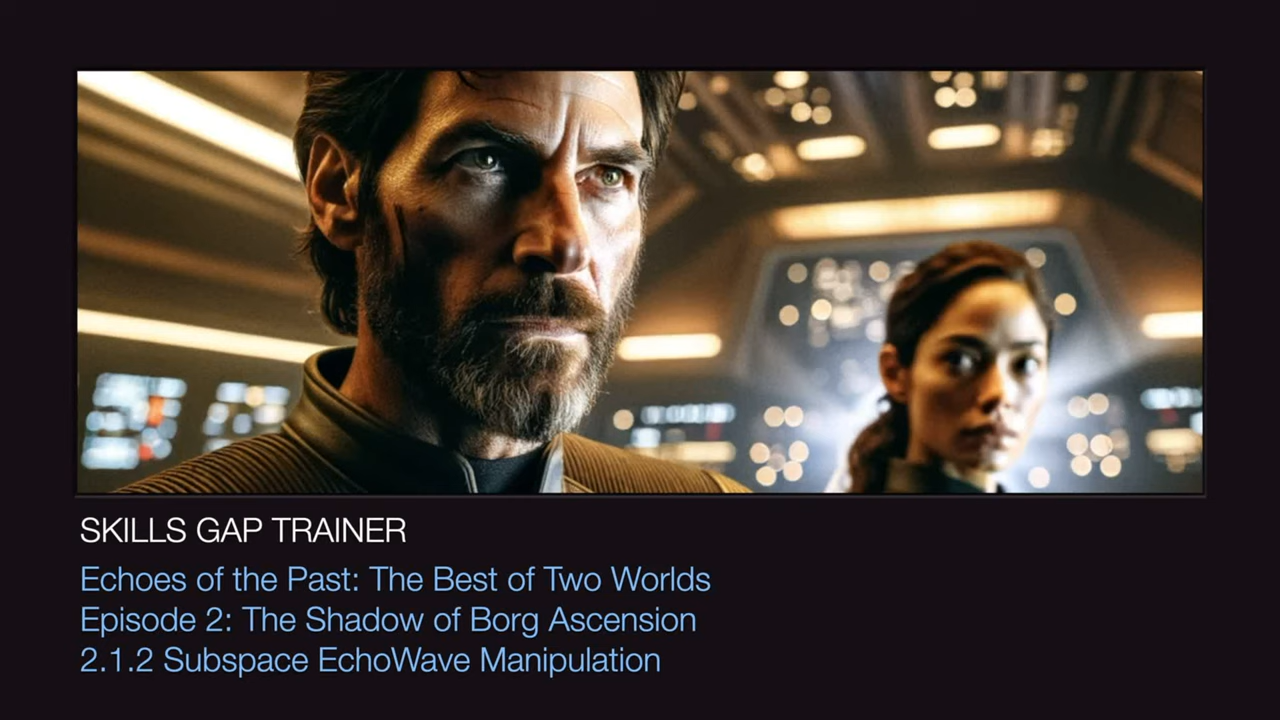 SKILLS GAP TRAINER
Echoes of the Past: The Best of Two Worlds
Episode 2: The Shadow of Borg Ascension
2.1.2 Subspace EchoWave Manipulation